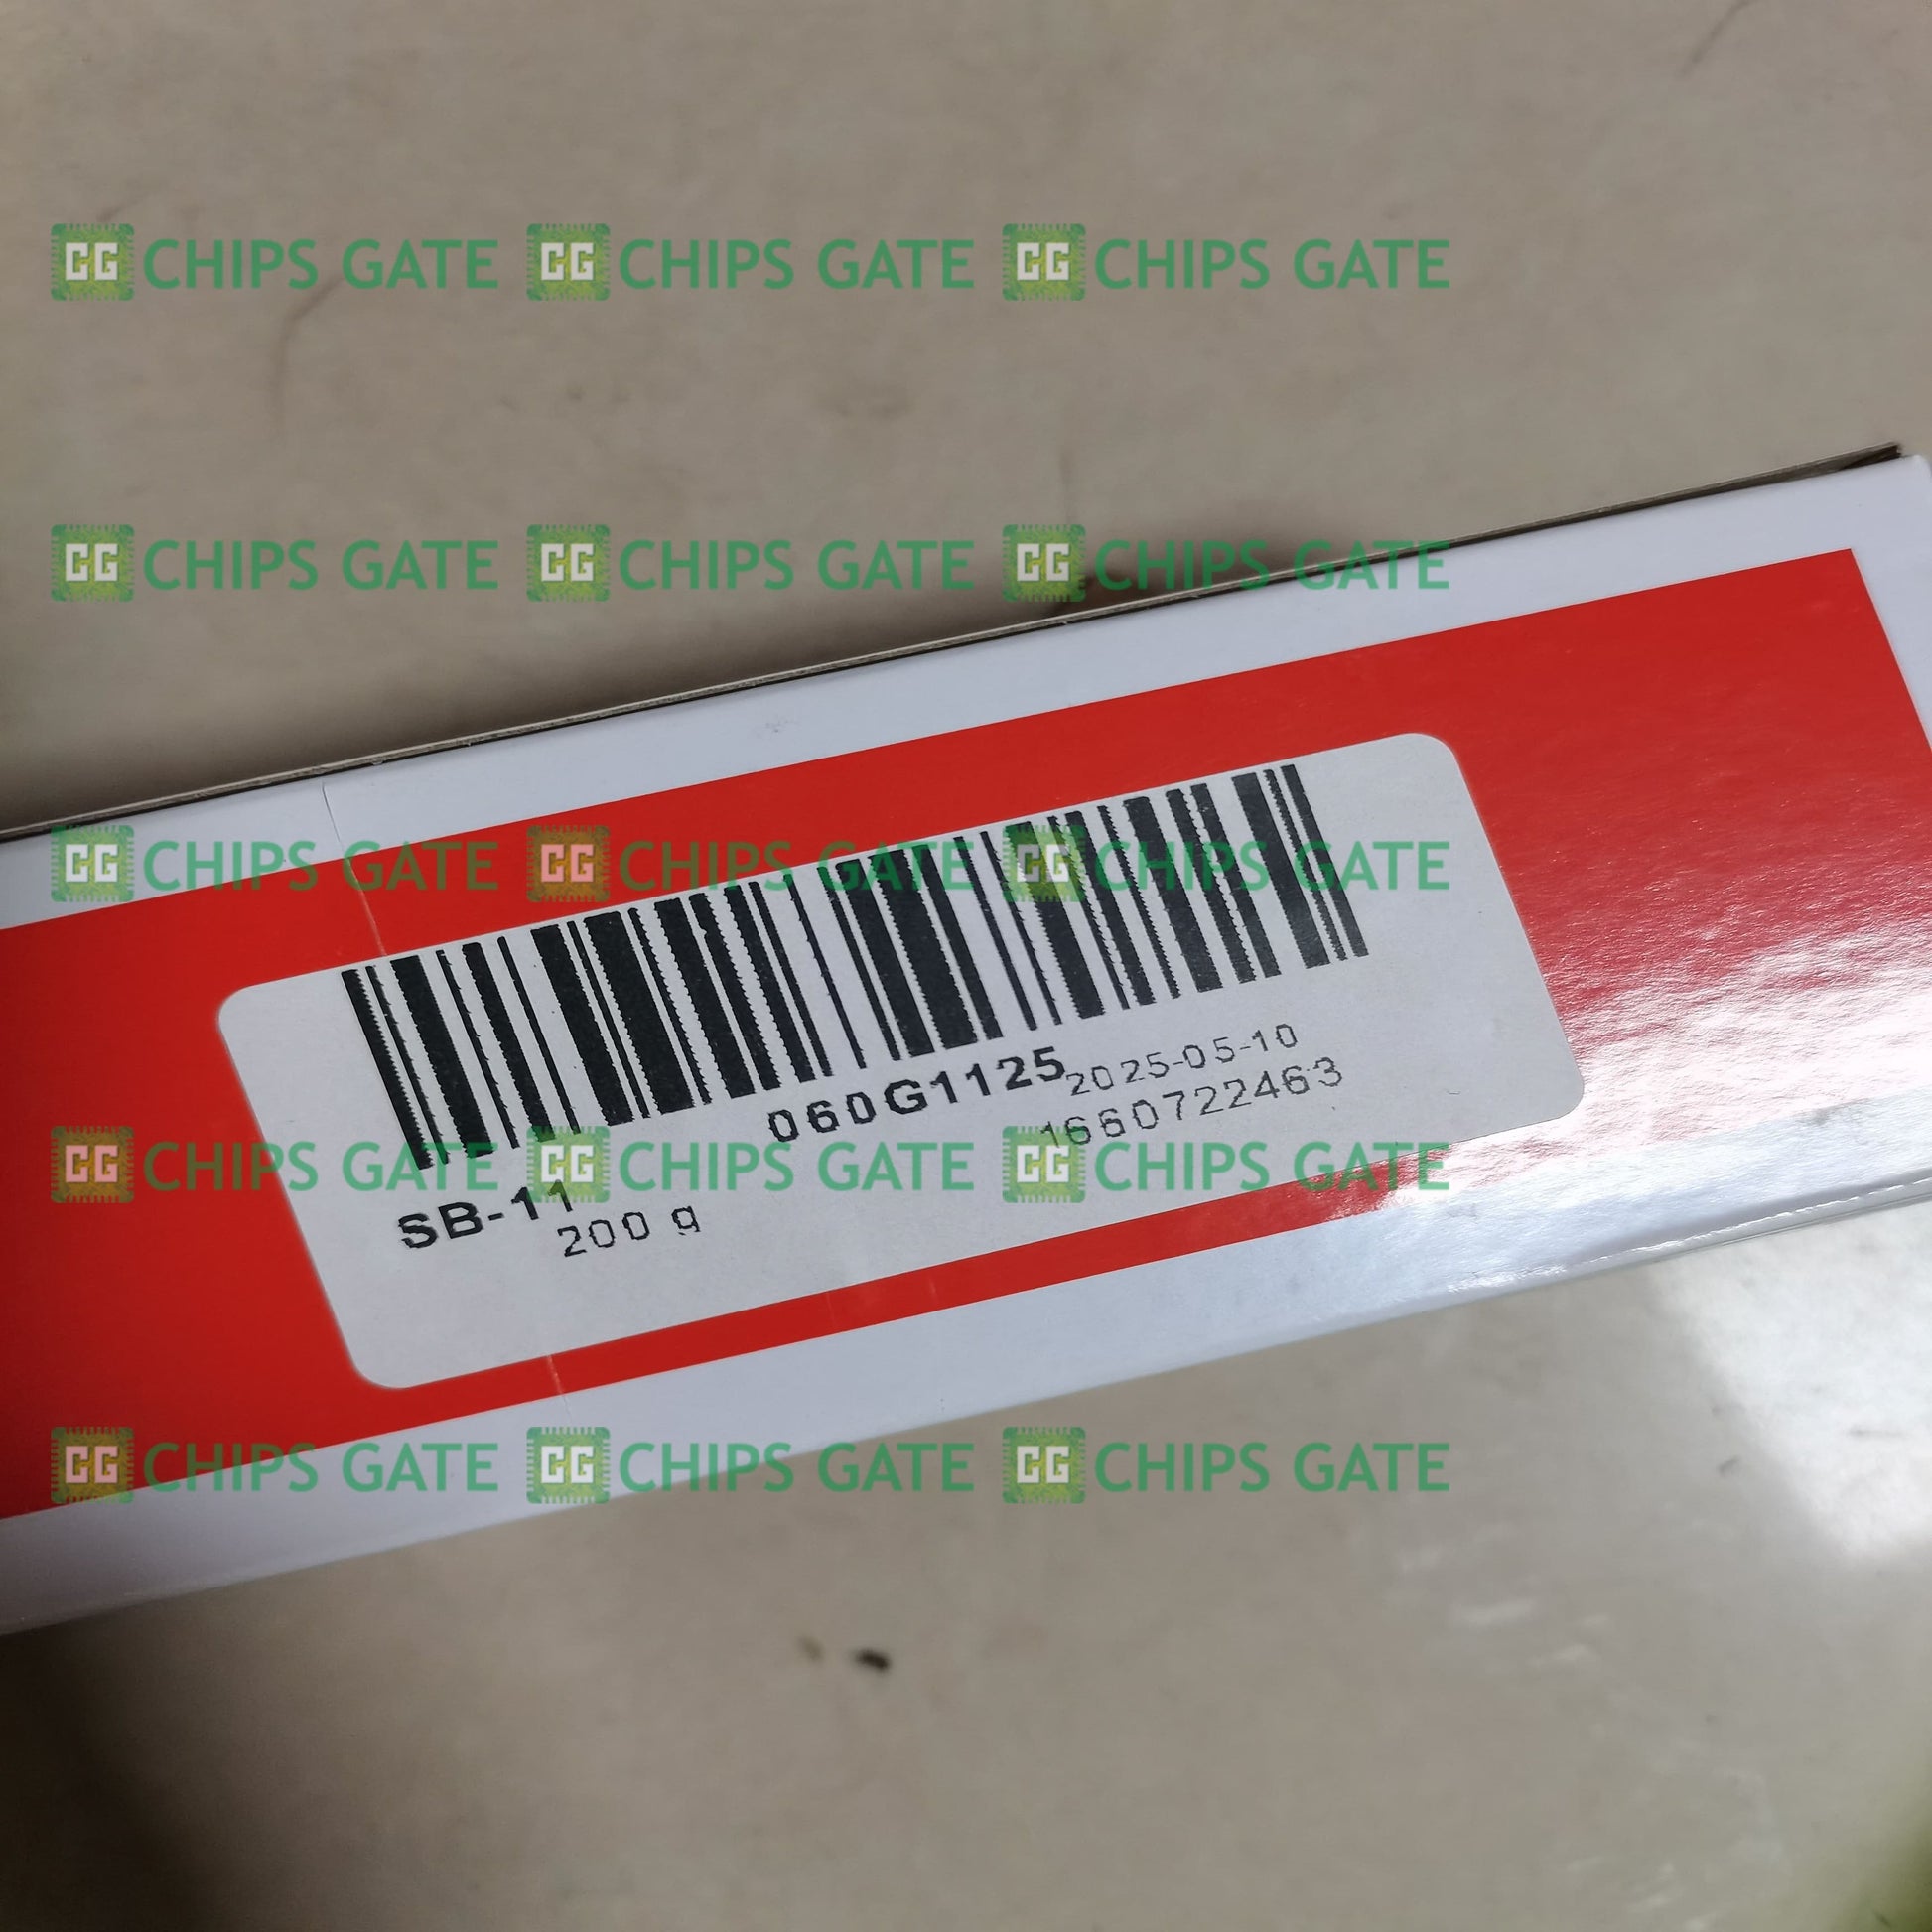 CG CHIPS GATE CG CHIPS GATE CG CHIPS GATE
CG CHIPS GATE CG CHIPS GATE CG CHIPS GATE
CG CHIPS GATE CG CHIPS GATE CG CHIPS GATE
060G1125
2025-05-10
1660722463
SB-11
200 g
CG CHIPS GATE CG CHIPS GATE CG CHIPS GATE
CG CHIPS GATE CG CHIPS GATE CG CHIPS GATE